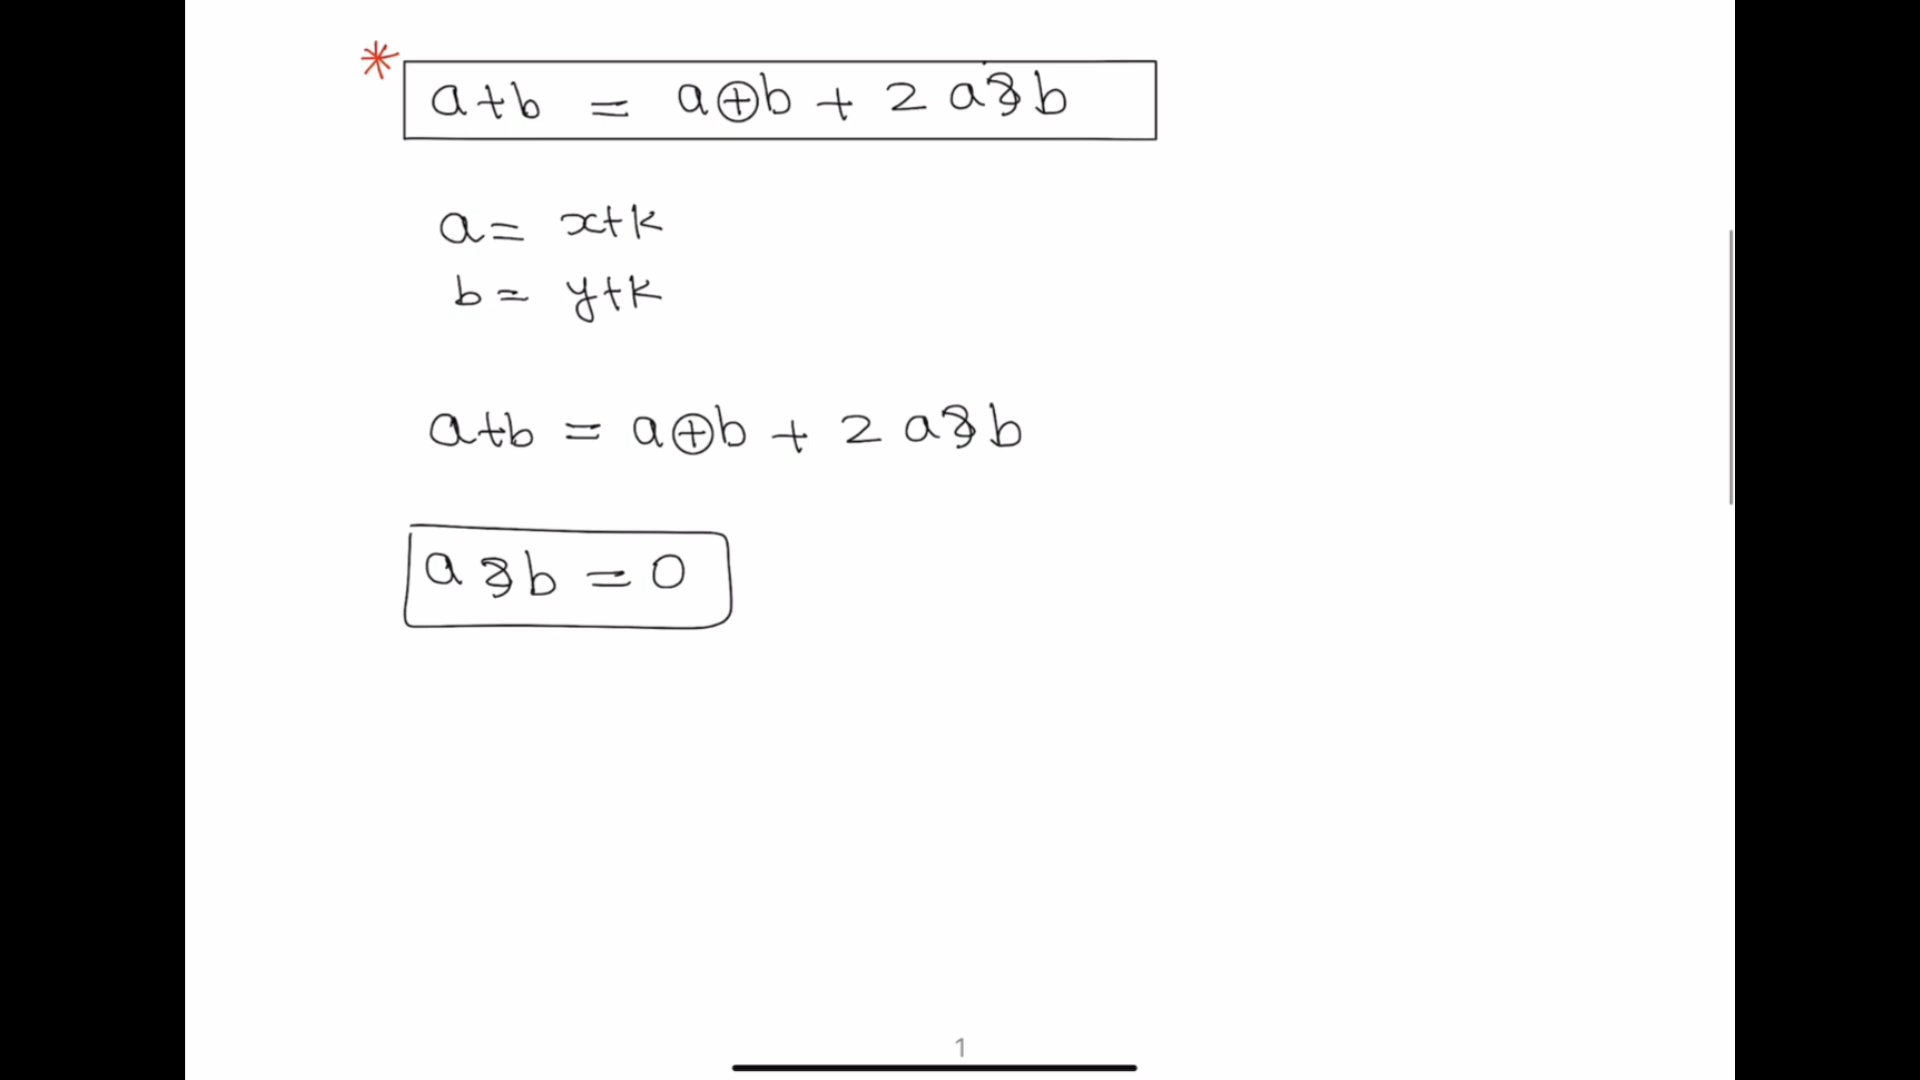 * a+b = a⊕b + 2 a&b
a= x+k
b= y+k
a+b = a⊕b + 2 a&b
a & b = 0
1